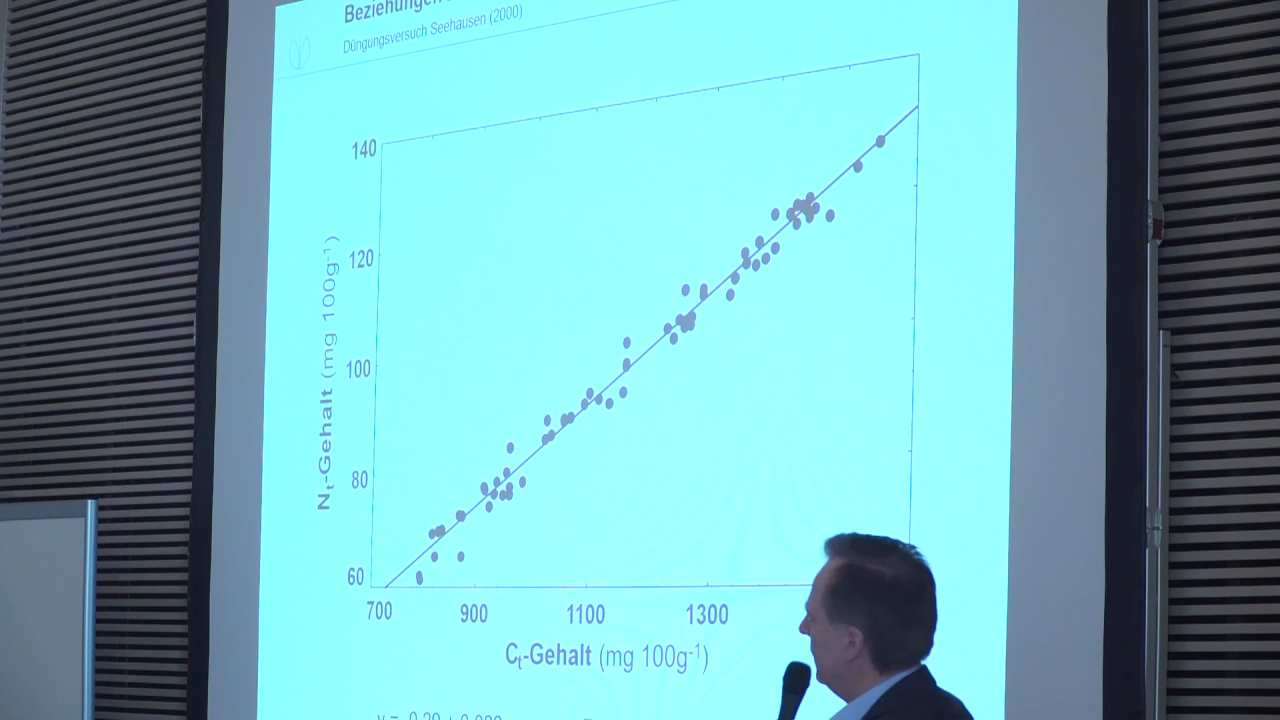 Beziehungen
Düngungsversuch Seehausen (2000)
140
120
100
80
60
Nt-Gehalt (mg 100g-1)
700 900 1100 1300
Ct-Gehalt (mg 100g-1)